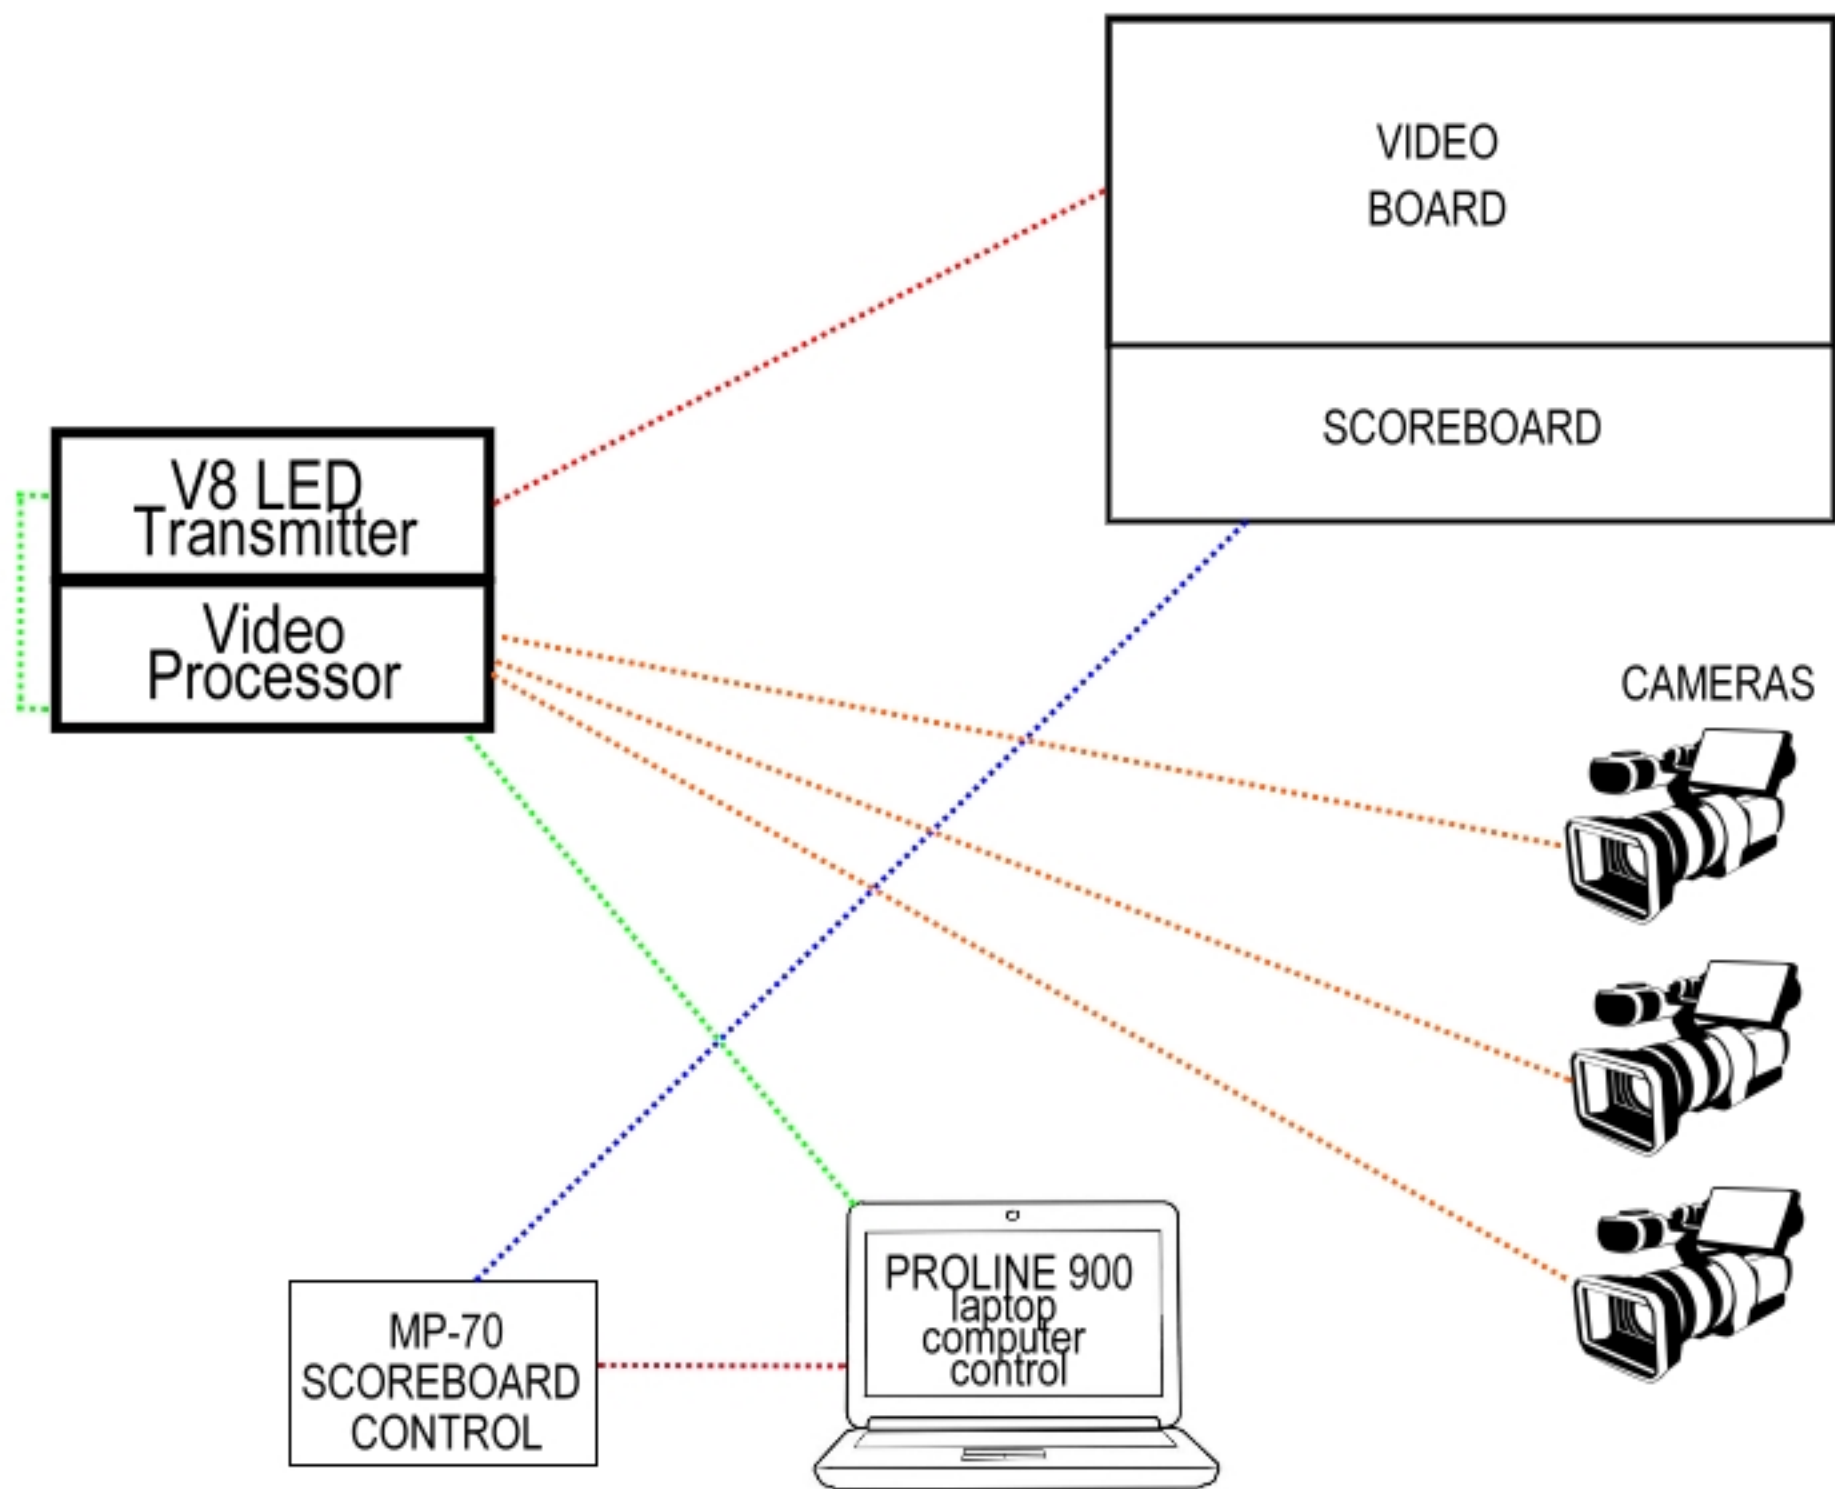 VIDEO
BOARD
SCOREBOARD
V8 LED
Transmitter
Video
Processor
CAMERAS
MP-70
SCOREBOARD
CONTROL
PROLINE 900
laptop
computer
control